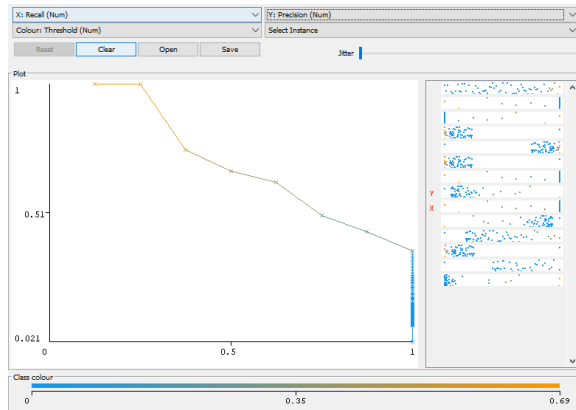 X: Recall (Num)
Y: Precision (Num)
Colour: Threshold (Num)
Select Instance
Reset
Clear
Open
Save
Jitter
Plot
1
0.51
0.021
0
0.5
1
Y
X
Class colour
0
0.35
0.69